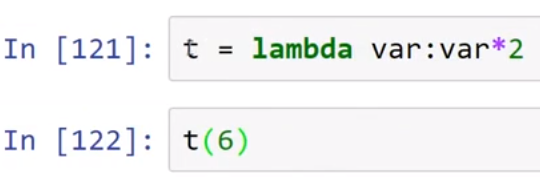 In [121]: t = lambda var:var*2
In [122]: t(6)